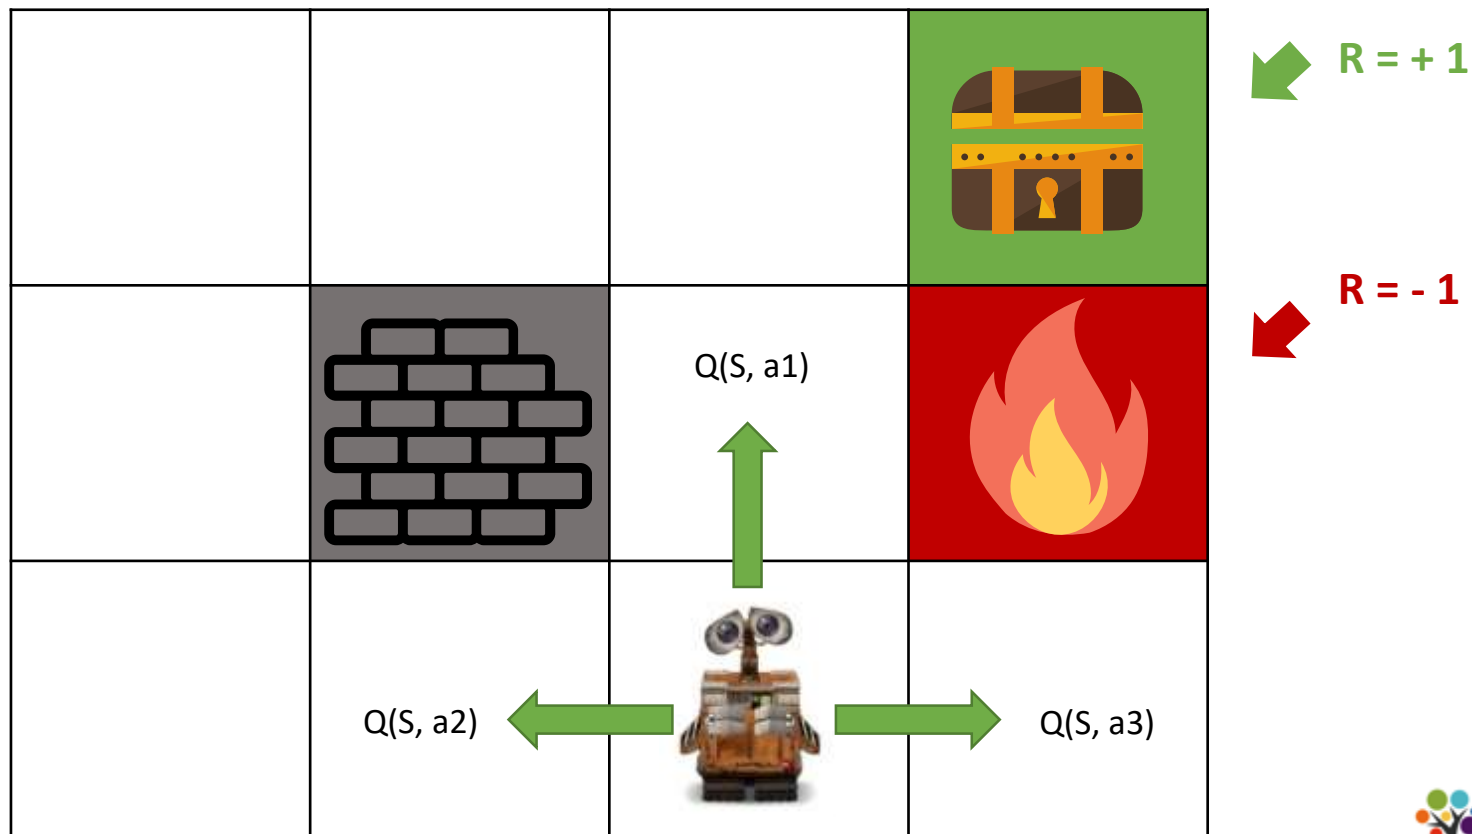 R = + 1
R = - 1
Q(S, a1)
Q(S, a2)
Q(S, a3)